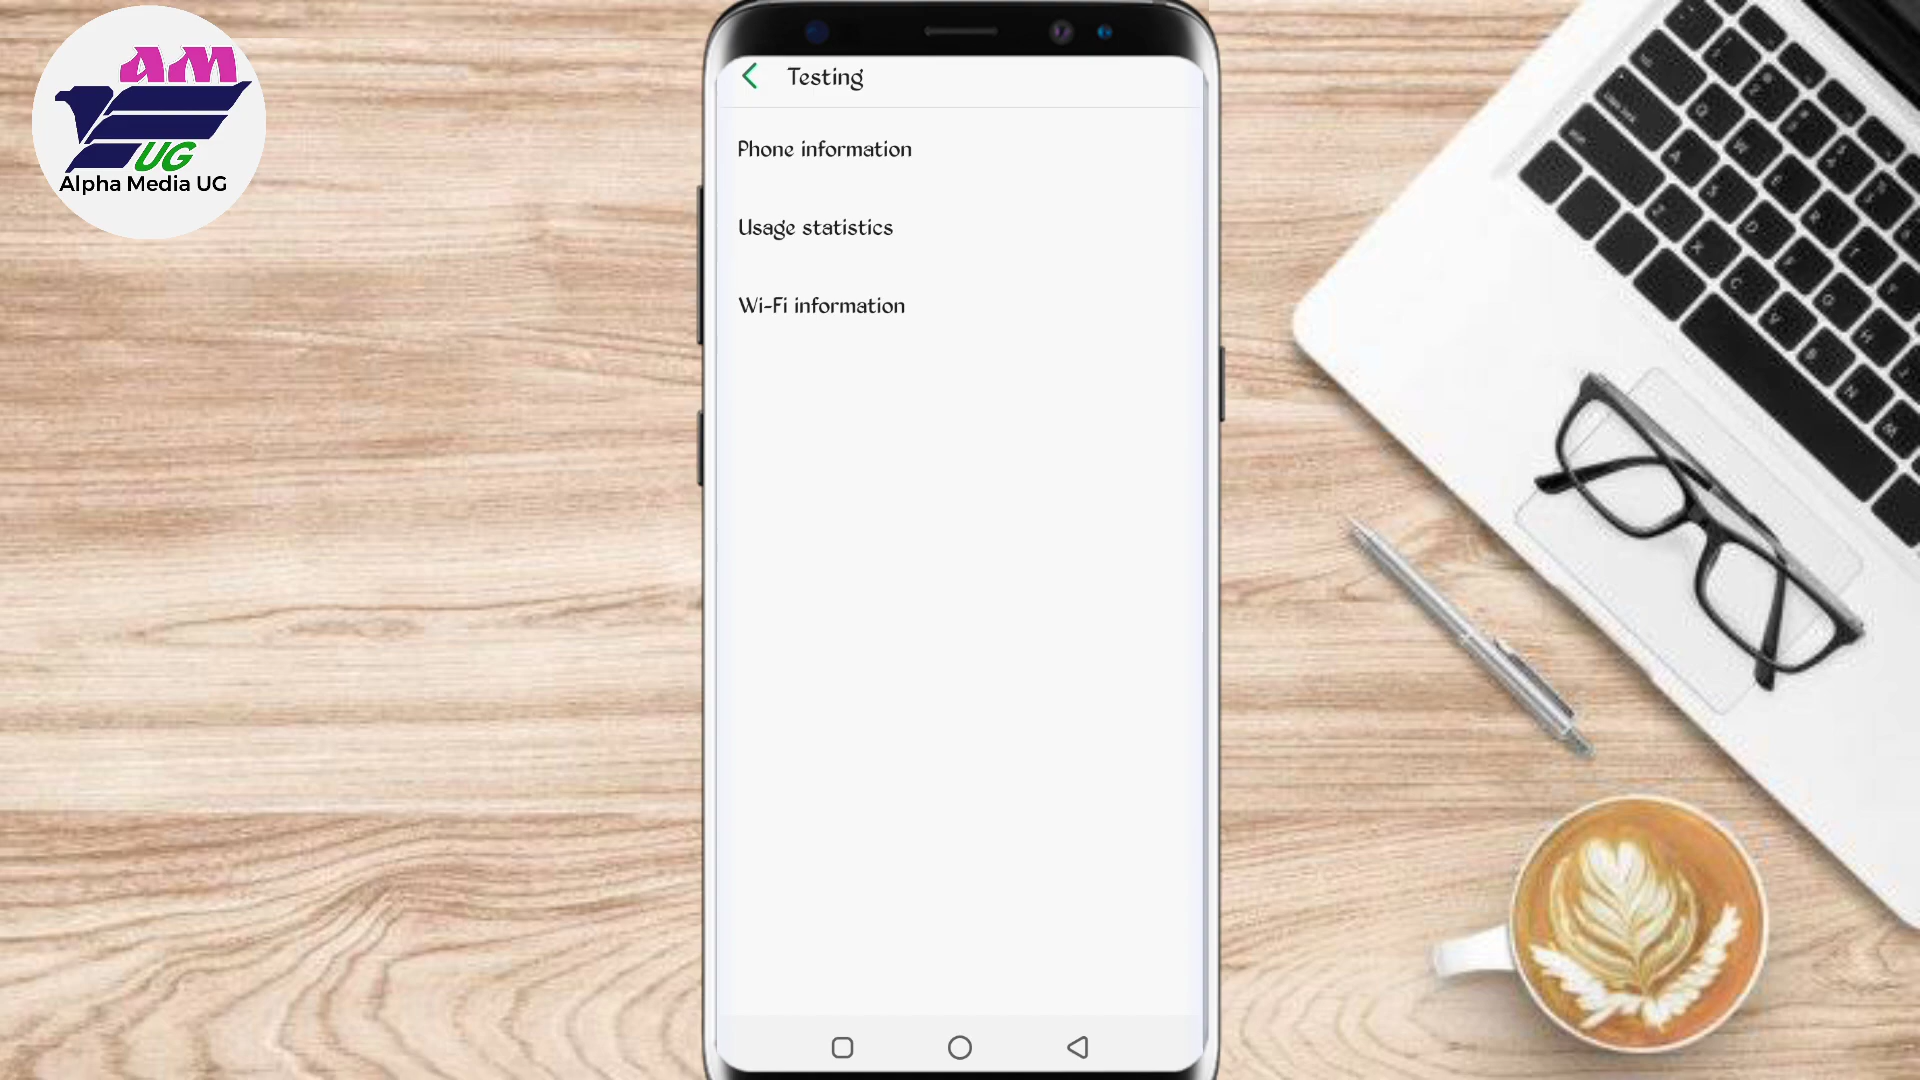 AM
UG
Alpha Media UG
Testing
Phone information
Usage statistics
Wi-Fi information